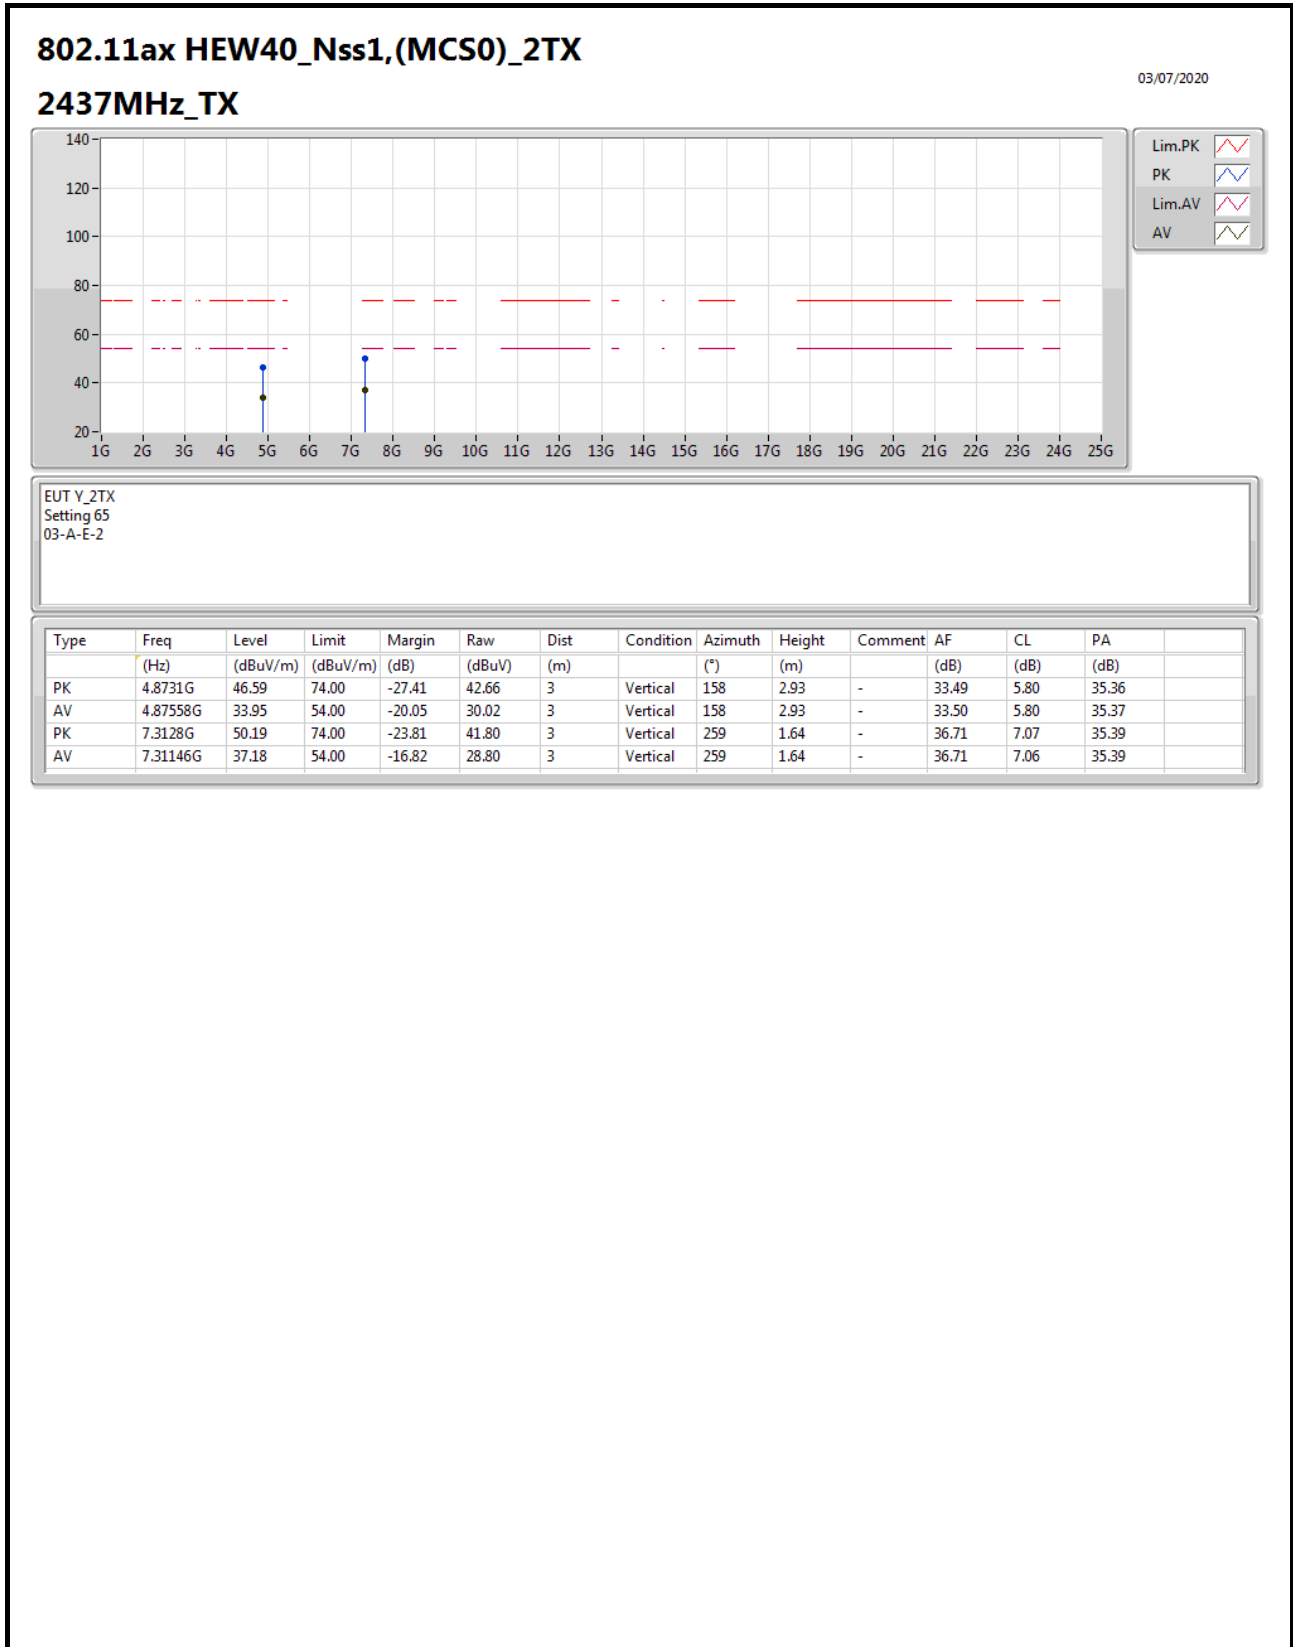 802.11ax HEW40_Nss1,(MCS0)_2TX
03/07/2020
2437MHz_TX
140
120
100
80
60
40
20
1G 2G 3G 4G 5G 6G 7G 8G 9G 10G 11G 12G 13G 14G 15G 16G 17G 18G 19G 20G 21G 22G 23G 24G 25G
Lim.PK
PK
Lim.AV
AV
EUT Y_2TX
Setting 65
03-A-E-2
Type Freq Level Limit Margin Raw Dist Condition Azimuth Height Comment AF CL PA
(Hz) (dBuV/m) (dBuV/m) (dB) (dBuV) (m) (°) (m) (dB) (dB) (dB)
PK 4.8731G 46.59 74.00 -27.41 42.66 3 Vertical 158 2.93 - 33.49 5.80 35.36
AV 4.87558G 33.95 54.00 -20.05 30.02 3 Vertical 158 2.93 - 33.50 5.80 35.37
PK 7.3128G 50.19 74.00 -23.81 41.80 3 Vertical 259 1.64 - 36.71 7.07 35.39
AV 7.31146G 37.18 54.00 -16.82 28.80 3 Vertical 259 1.64 - 36.71 7.06 35.39